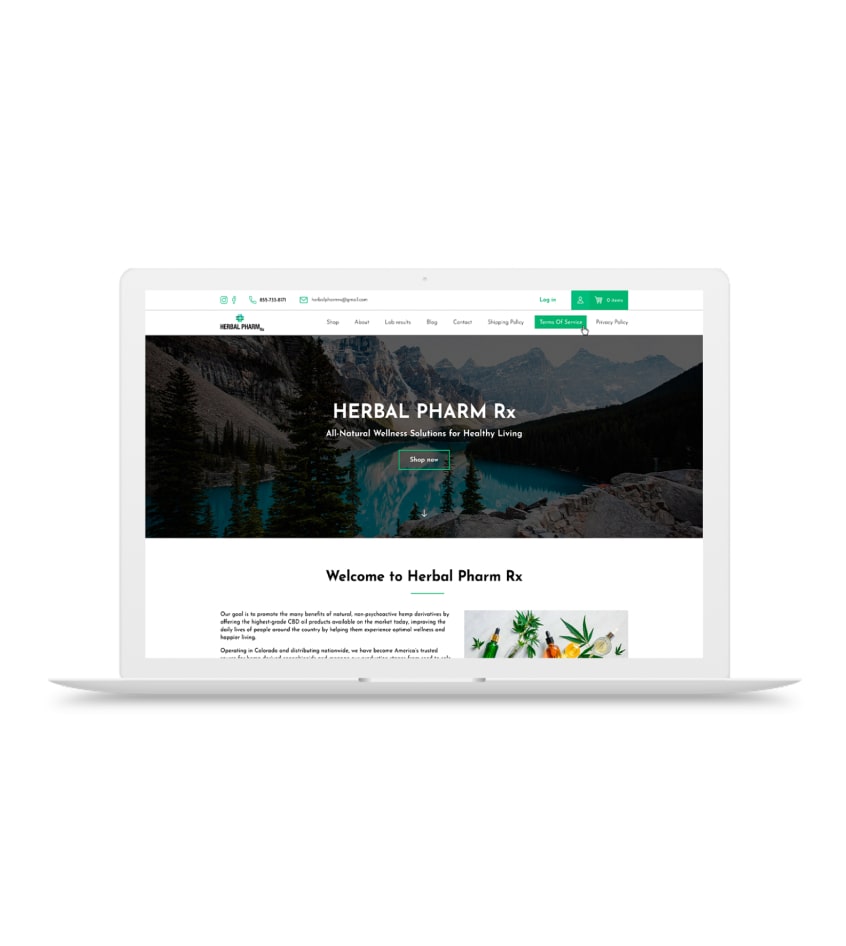 855-733-8171
herbalpharmrx@gmail.com
Log in
0 items
HERBAL PHARM Rx
Shop About Lab results Blog Contact Shipping Policy Terms Of Service Privacy Policy
HERBAL PHARM Rx
All-Natural Wellness Solutions for Healthy Living
Shop now
Welcome to Herbal Pharm Rx
Our goal is to promote the many benefits of natural, non-psychoactive hemp derivatives by
offering the highest-grade CBD oil products available on the market today, improving the
daily lives of people around the country by helping them experience optimal wellness and
happier living.
Operating in Colorado and distributing nationwide, we have become America's trusted